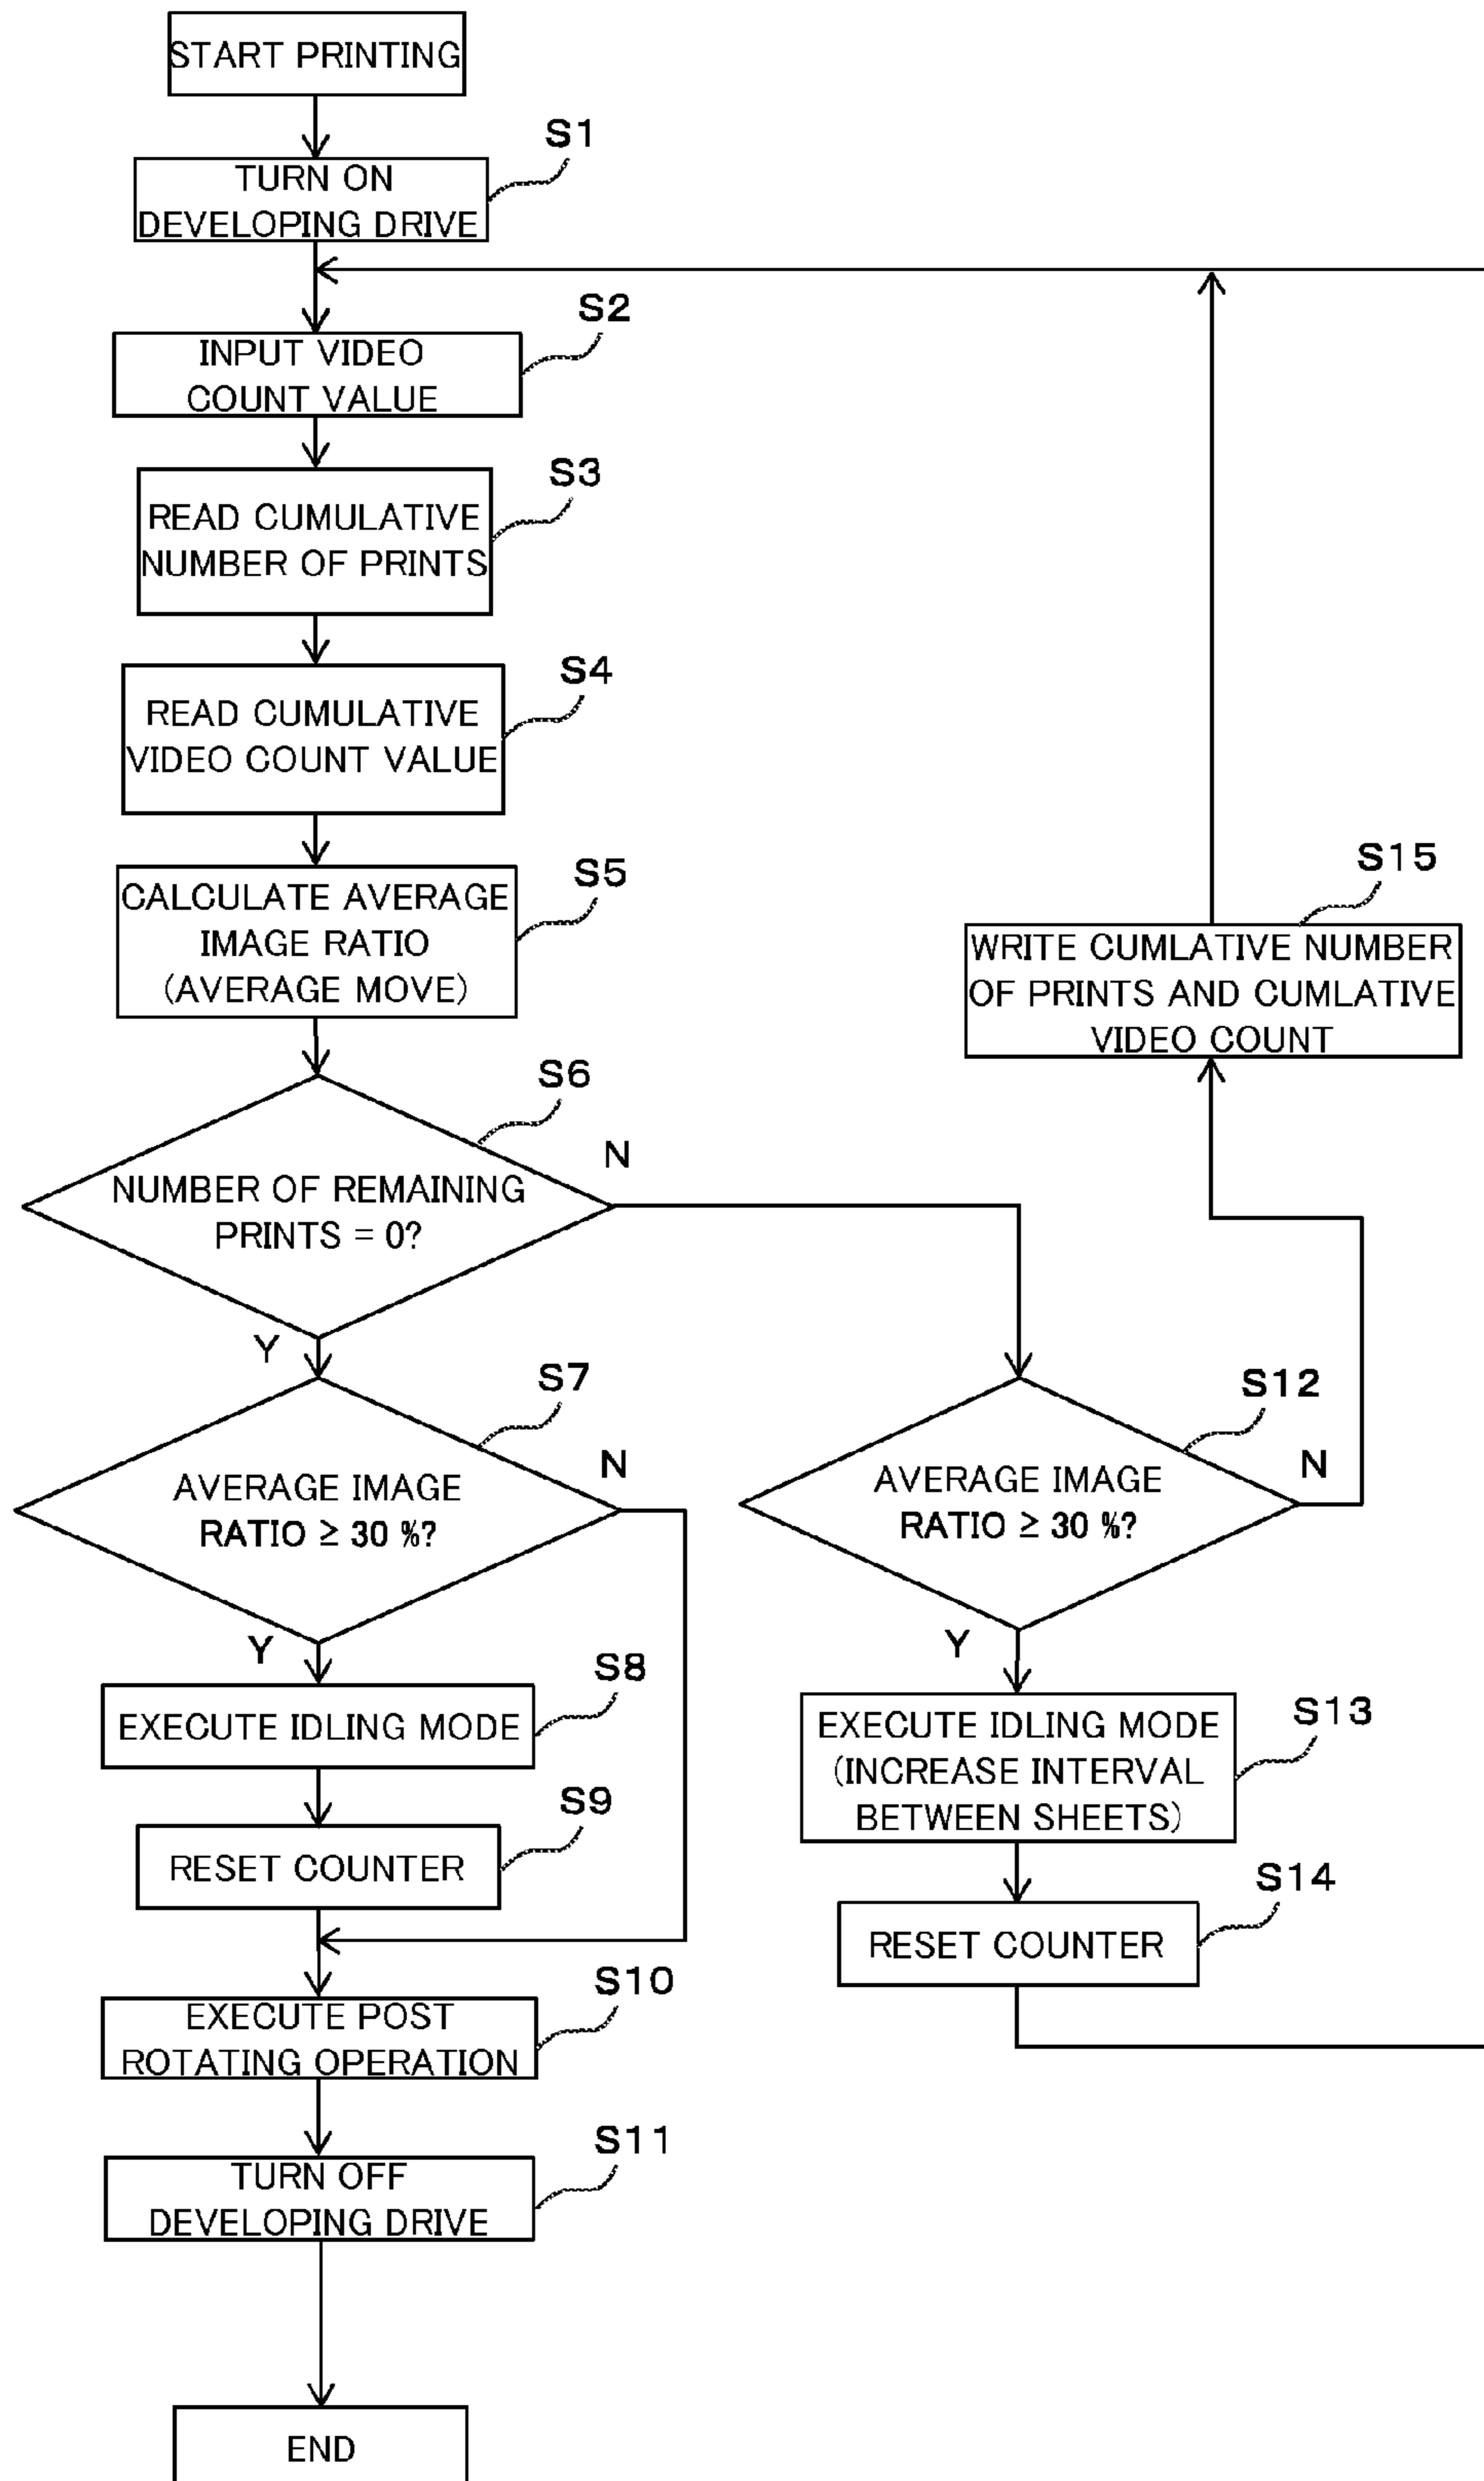 START PRINTING
S1
TURN ON
DEVELOPING DRIVE
S2
INPUT VIDEO
COUNT VALUE
S3
READ CUMULATIVE
NUMBER OF PRINTS
S4
READ CUMULATIVE
VIDEO COUNT VALUE
S5
CALCULATE AVERAGE
IMAGE RATIO
(AVERAGE MOVE)
S6
N
NUMBER OF REMAINING
PRINTS = 0?
Y
S7
N
AVERAGE IMAGE
RATIO ≥ 30 %?
Y
S8
EXECUTE IDLING MODE
S9
RESET COUNTER
S10
EXECUTE POST
ROTATING OPERATION
S11
TURN OFF
DEVELOPING DRIVE
END
S12
N
AVERAGE IMAGE
RATIO ≥ 30 %?
Y
S13
EXECUTE IDLING MODE
(INCREASE INTERVAL
BETWEEN SHEETS)
S14
RESET COUNTER
S15
WRITE CUMLATIVE NUMBER
OF PRINTS AND CUMLATIVE
VIDEO COUNT